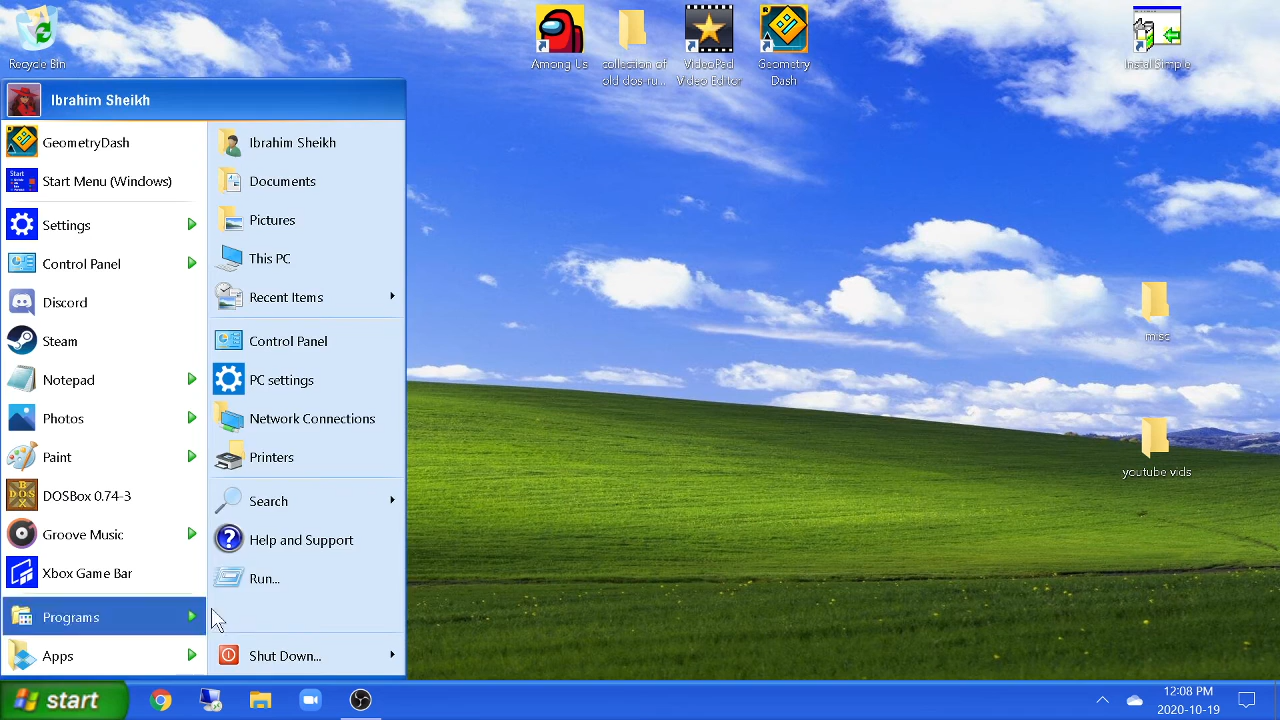 Recycle Bin
Among Us
collection of
old dos ru...
VideoPad
Video Editor
Geometry
Dash
InstalSimple
Ibrahim Sheikh
GeometryDash
Start Menu (Windows)
Settings
Control Panel
Discord
Steam
Notepad
Photos
Paint
DOSBox 0.74-3
Groove Music
Xbox Game Bar
Programs
Apps
Ibrahim Sheikh
Documents
Pictures
This PC
Recent Items
Control Panel
PC settings
Network Connections
Printers
Search
Help and Support
Run...
Shut Down...
misc
youtube vids
start
12:08 PM
2020-10-19